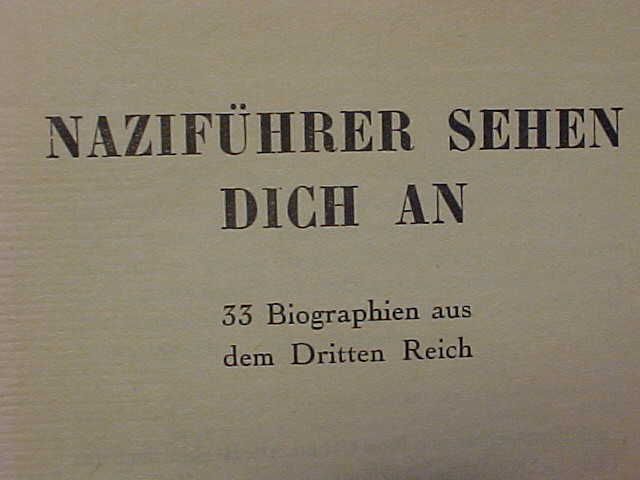 NAZIFÜHRER SEHEN
DICH AN
33 Biographien aus
dem Dritten Reich